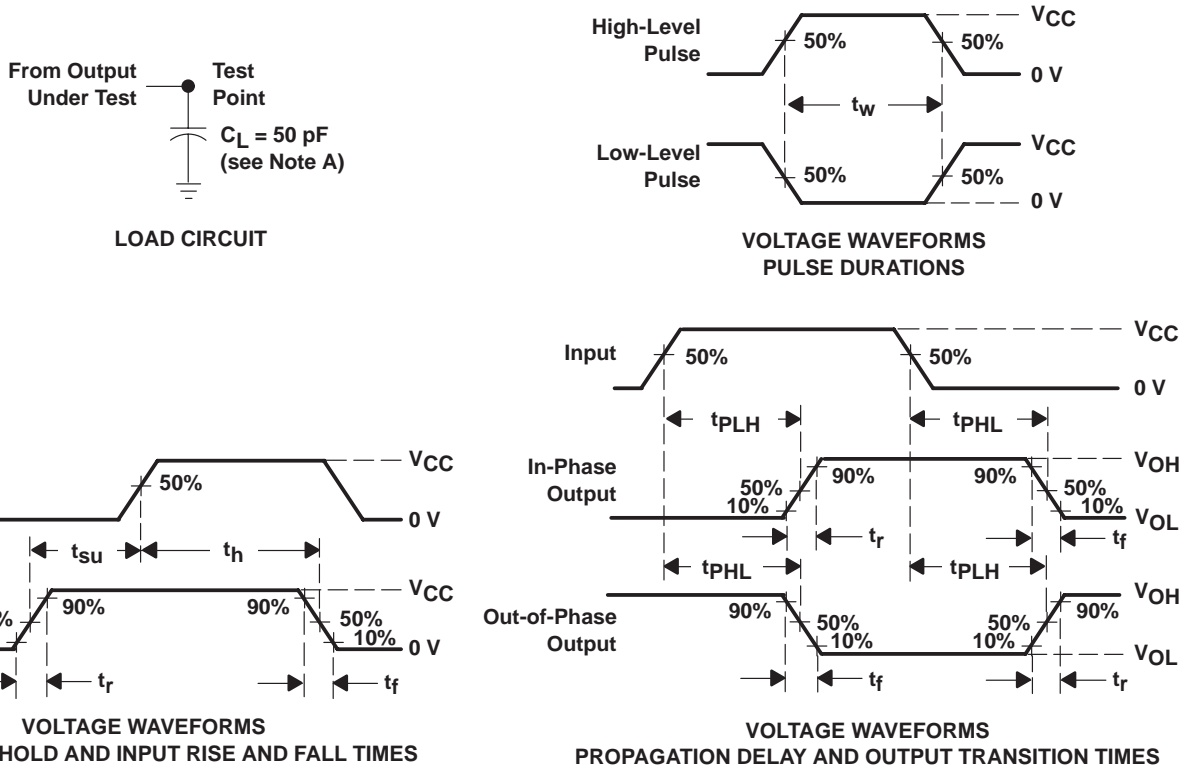 From Output
Under Test
Test
Point
CL = 50 pF
(see Note A)
LOAD CIRCUIT
High-Level
Pulse
50%
50%
VCC
0 V
tw
Low-Level
Pulse
50%
50%
VCC
0 V
VOLTAGE WAVEFORMS
PULSE DURATIONS
50%
VCC
0 V
tsu
th
90%
90%
50%
10%
VCC
0 V
tr
tf
VOLTAGE WAVEFORMS
HOLD AND INPUT RISE AND FALL TIMES
Input
50%
50%
VCC
0 V
tPLH
tPHL
In-Phase
Output
50%
10%
90%
90%
50%
10%
VOH
VOL
tr
tf
tPHL
tPLH
Out-of-Phase
Output
90%
50%
10%
50%
10%
90%
VOH
VOL
tf
tr
VOLTAGE WAVEFORMS
PROPAGATION DELAY AND OUTPUT TRANSITION TIMES